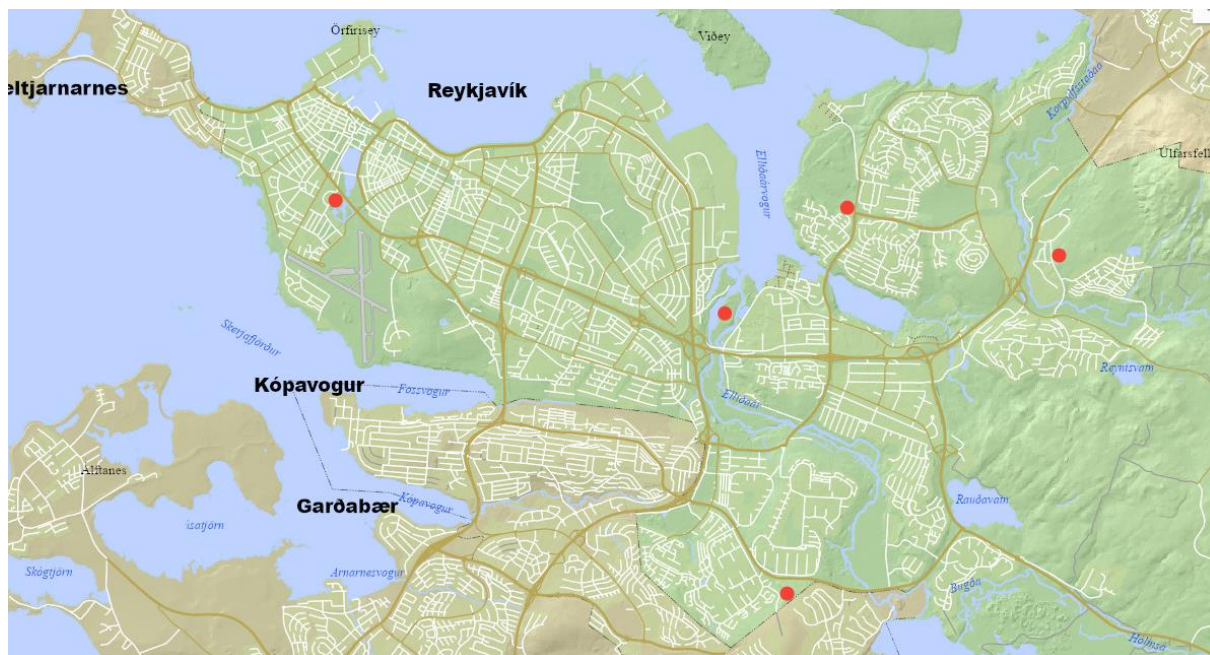 Örfirisey
Viðey
eltjarnarnes
Reykjavík
Korpúlfsstaðaá
Úlfarsfell
Elliðaárvogur
Skerjafjörður
Kópavogur
Fossvogur
Reynisvatn
Elliðaár
Álftanes
Garðabær
Kópavogur
Rauðavatn
Skógtjörn
Arnarnesvogur
Bugða
Hólmsá